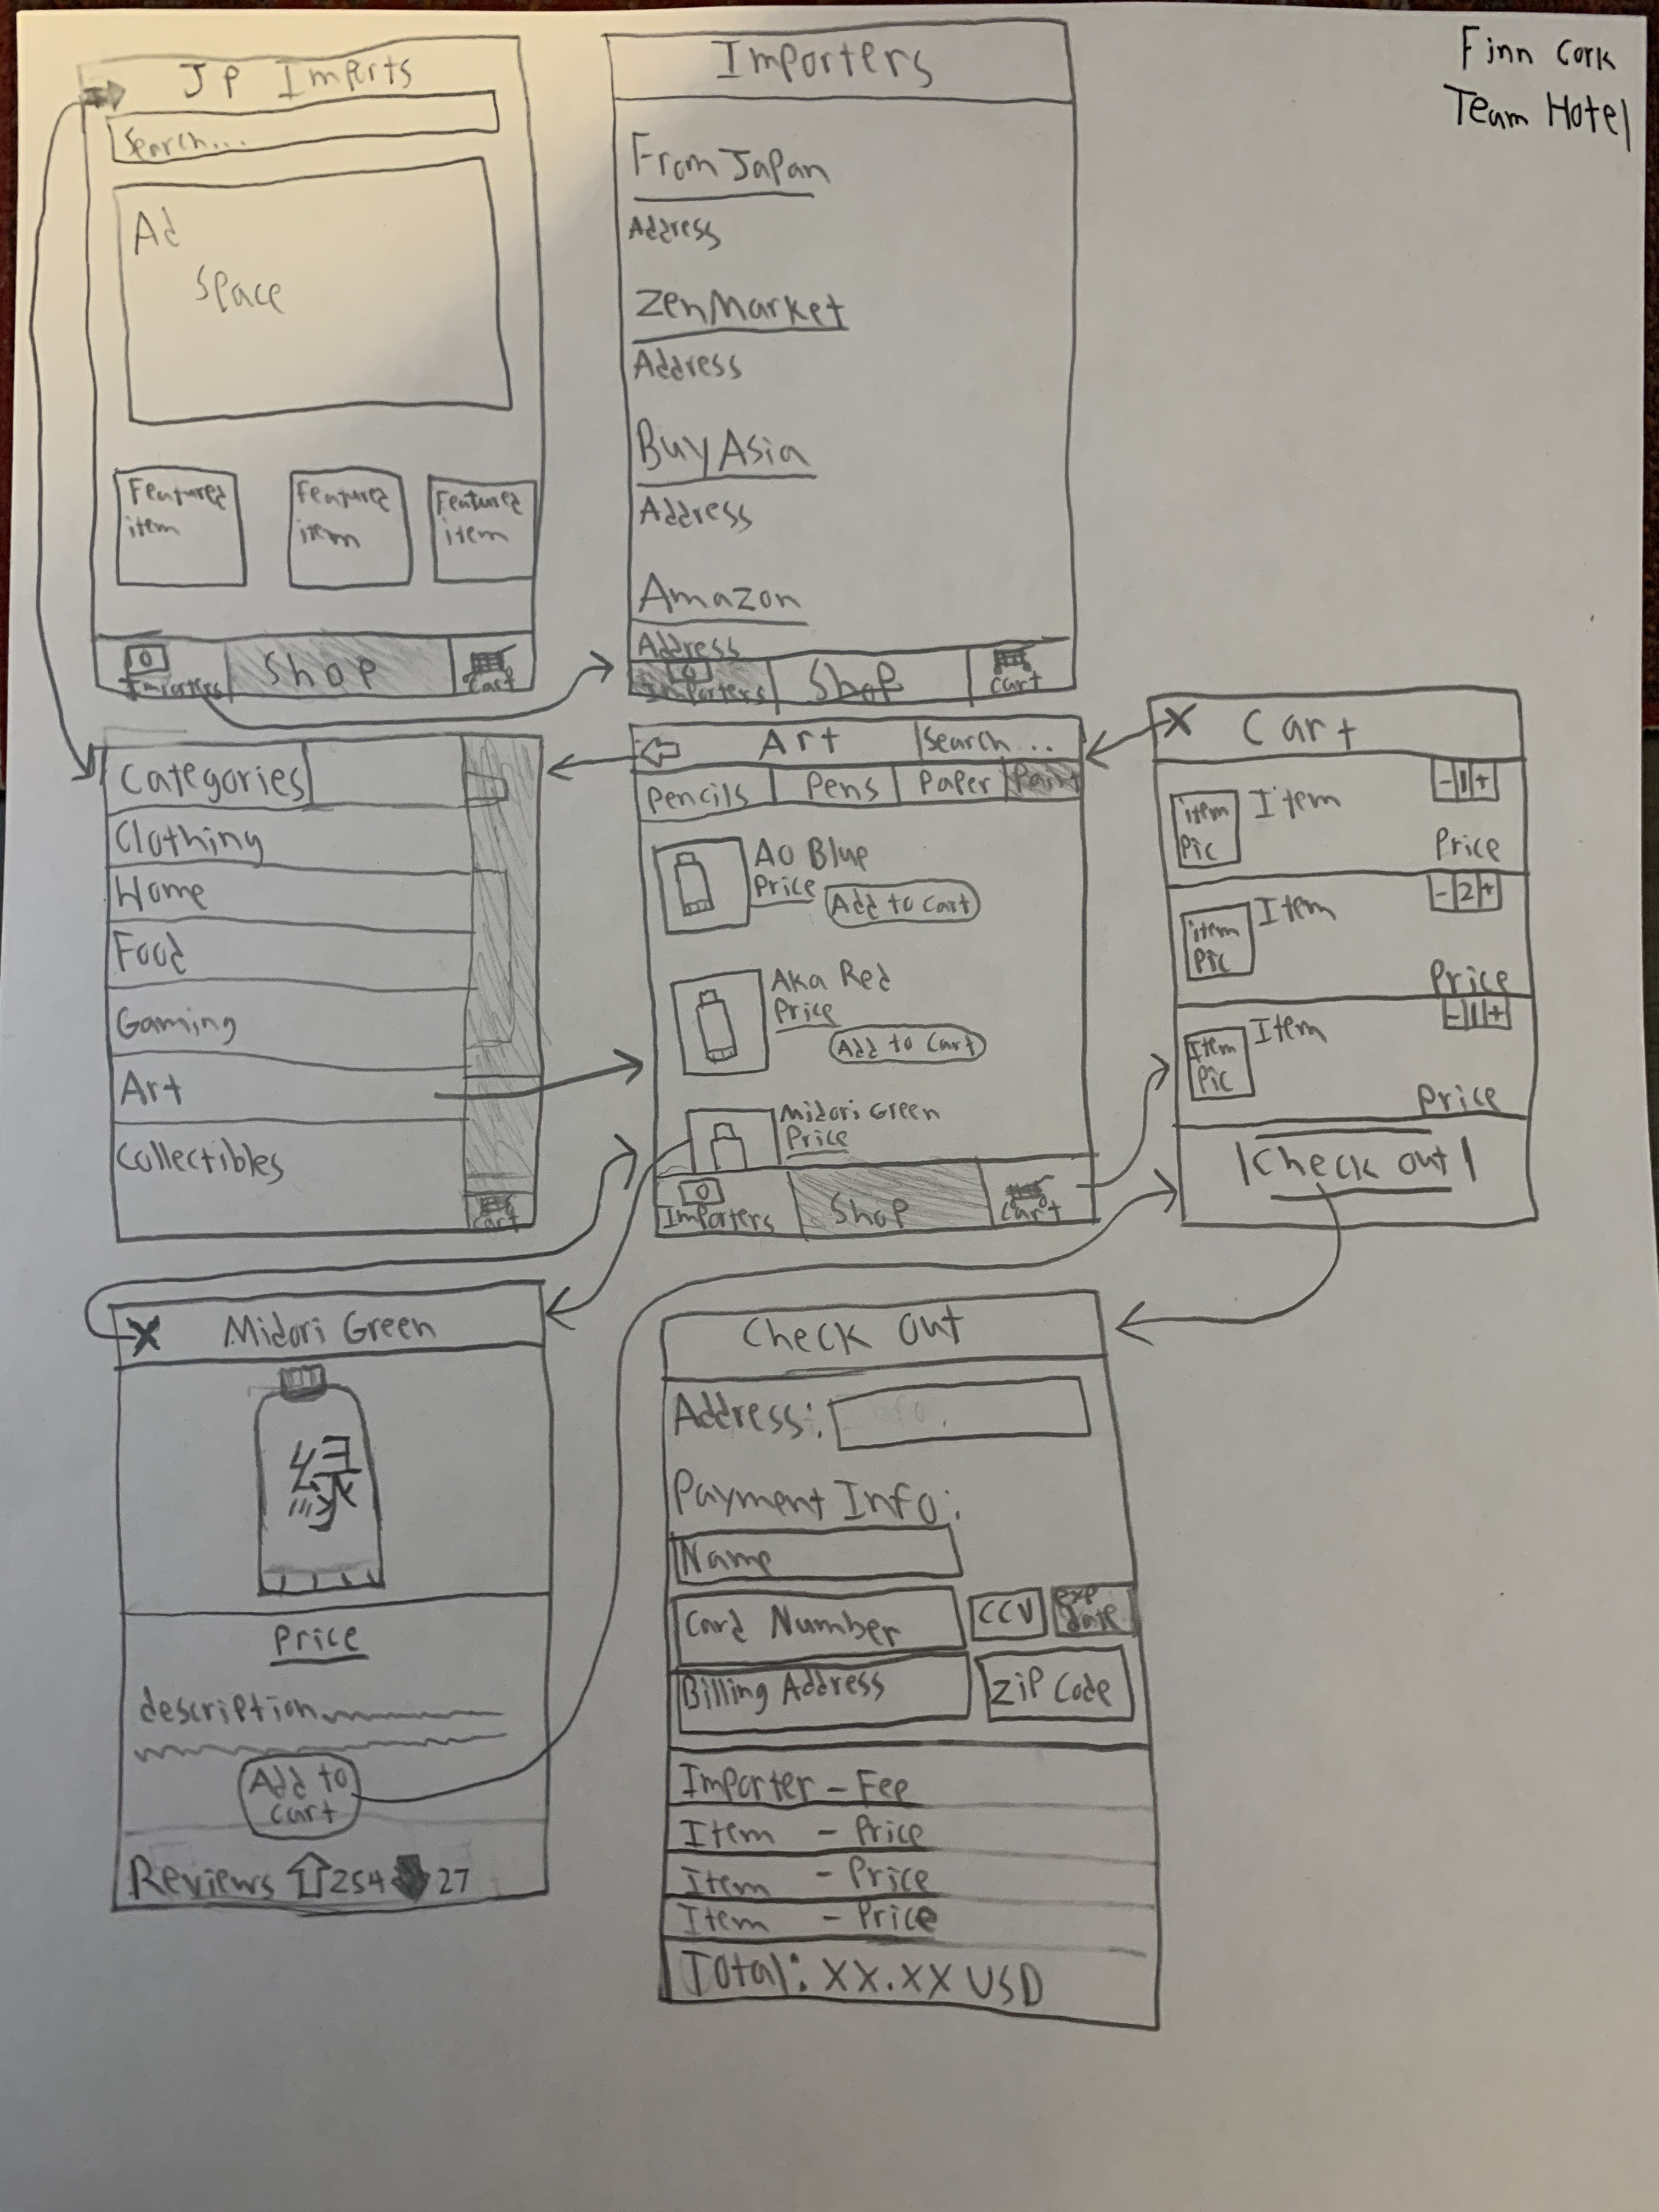 Finn Cork
Team Hotel
JP Imports
Search...
Ad
Space
Featured
item
Featured
item
Featured
item
Importers
Shop
Cart
Importers
From Japan
Address
ZenMarket
Address
Buy Asia
Address
Amazon
Address
Importers
Shop
Cart
Categories
Clothing
Home
Food
Gaming
Art
Collectibles
Cart
Art
Search...
Pencils
Pens
Paper
Paint
Ao Blue
Price
Add to Cart
Aka Red
Price
Add to Cart
Midori Green
Price
Importers
Shop
Cart
X Cart
item
Pic
Item
- 1 +
Price
item
Pic
Item
- 2 +
Price
Item
Pic
Item
- 1 +
Price
Check Out
X Midori Green
緑
Price
description
Add to
cart
Reviews 254 27
Check Out
Address:
Payment Info:
Name
Card Number
CCV
exp
date
Billing Address
Zip Code
Importer - Fee
Item - Price
Item - Price
Item - Price
Total: XX.XX USD